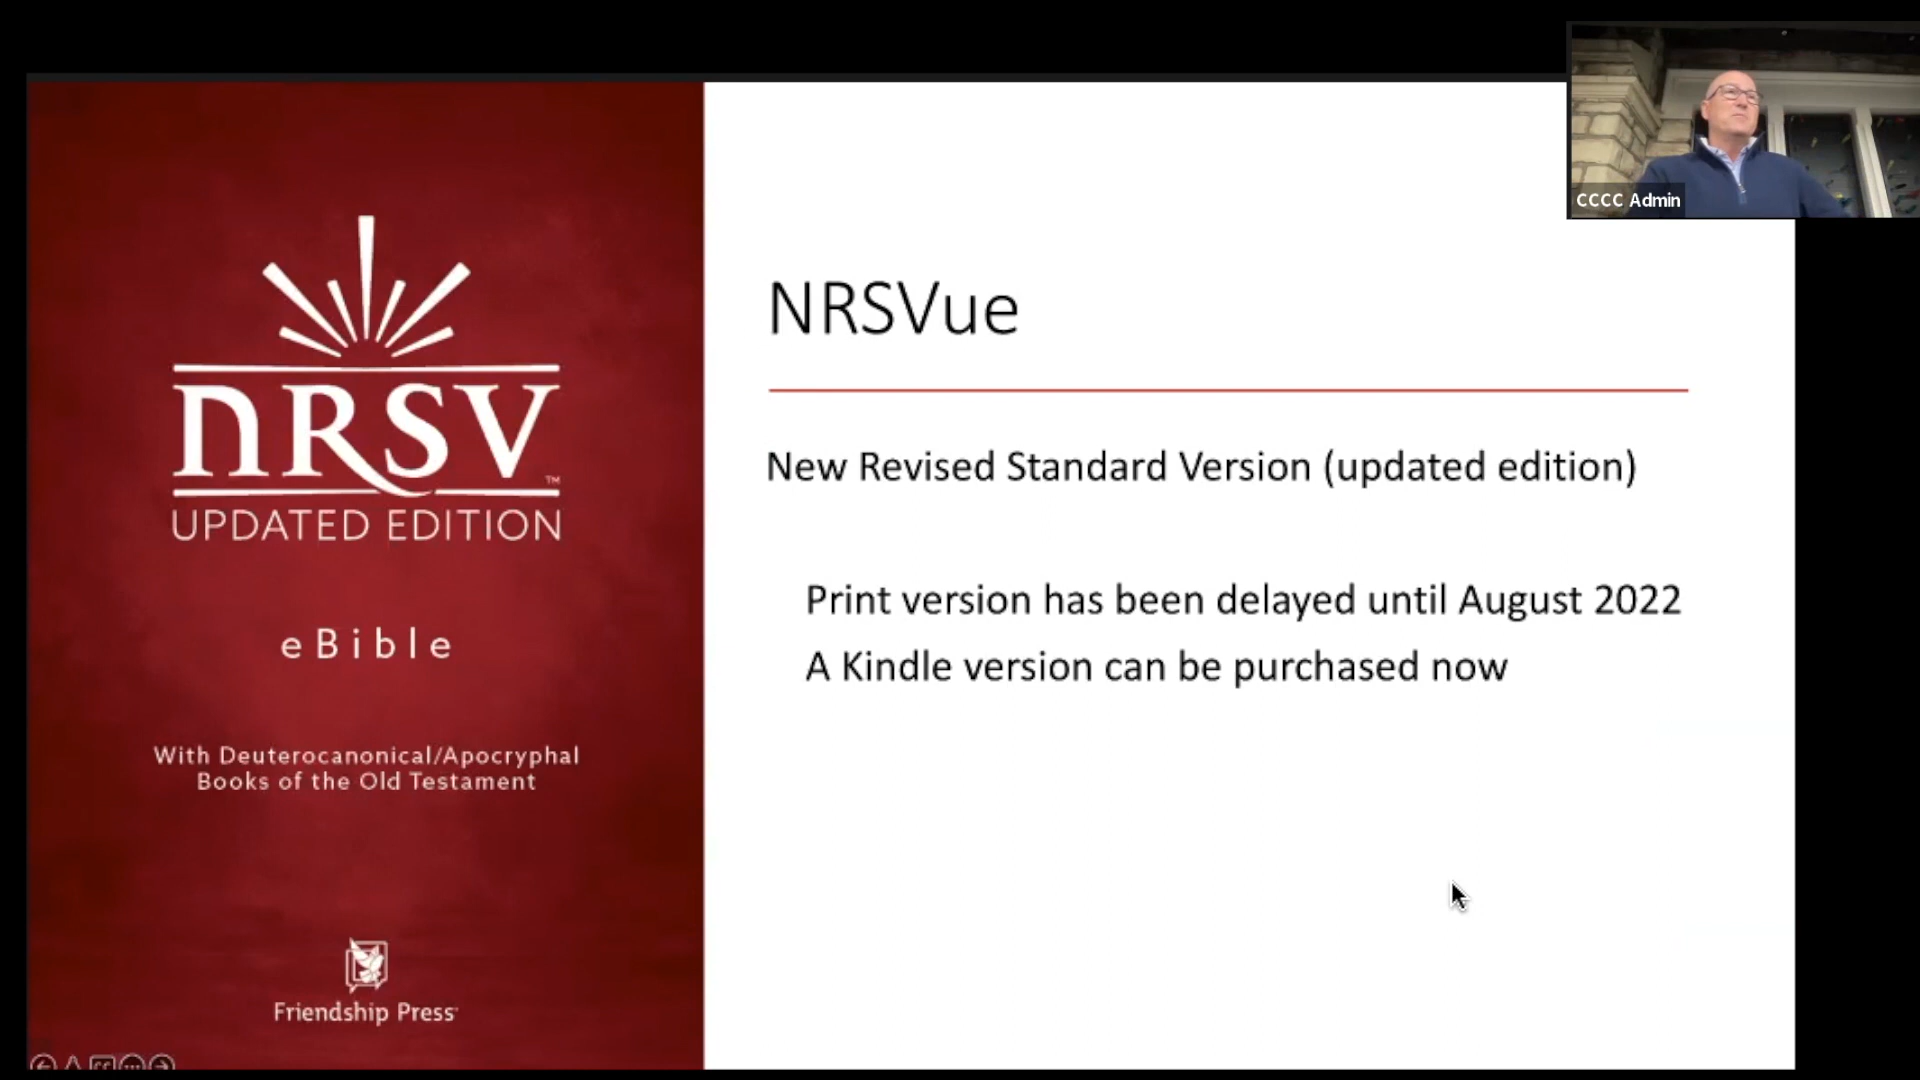 nRSV
™
UPDATED EDITION
eBible
With Deuterocanonical/Apocryphal
Books of the Old Testament
Friendship Press
NRSVue
New Revised Standard Version (updated edition)
Print version has been delayed until August 2022
A Kindle version can be purchased now
CCCC Admin